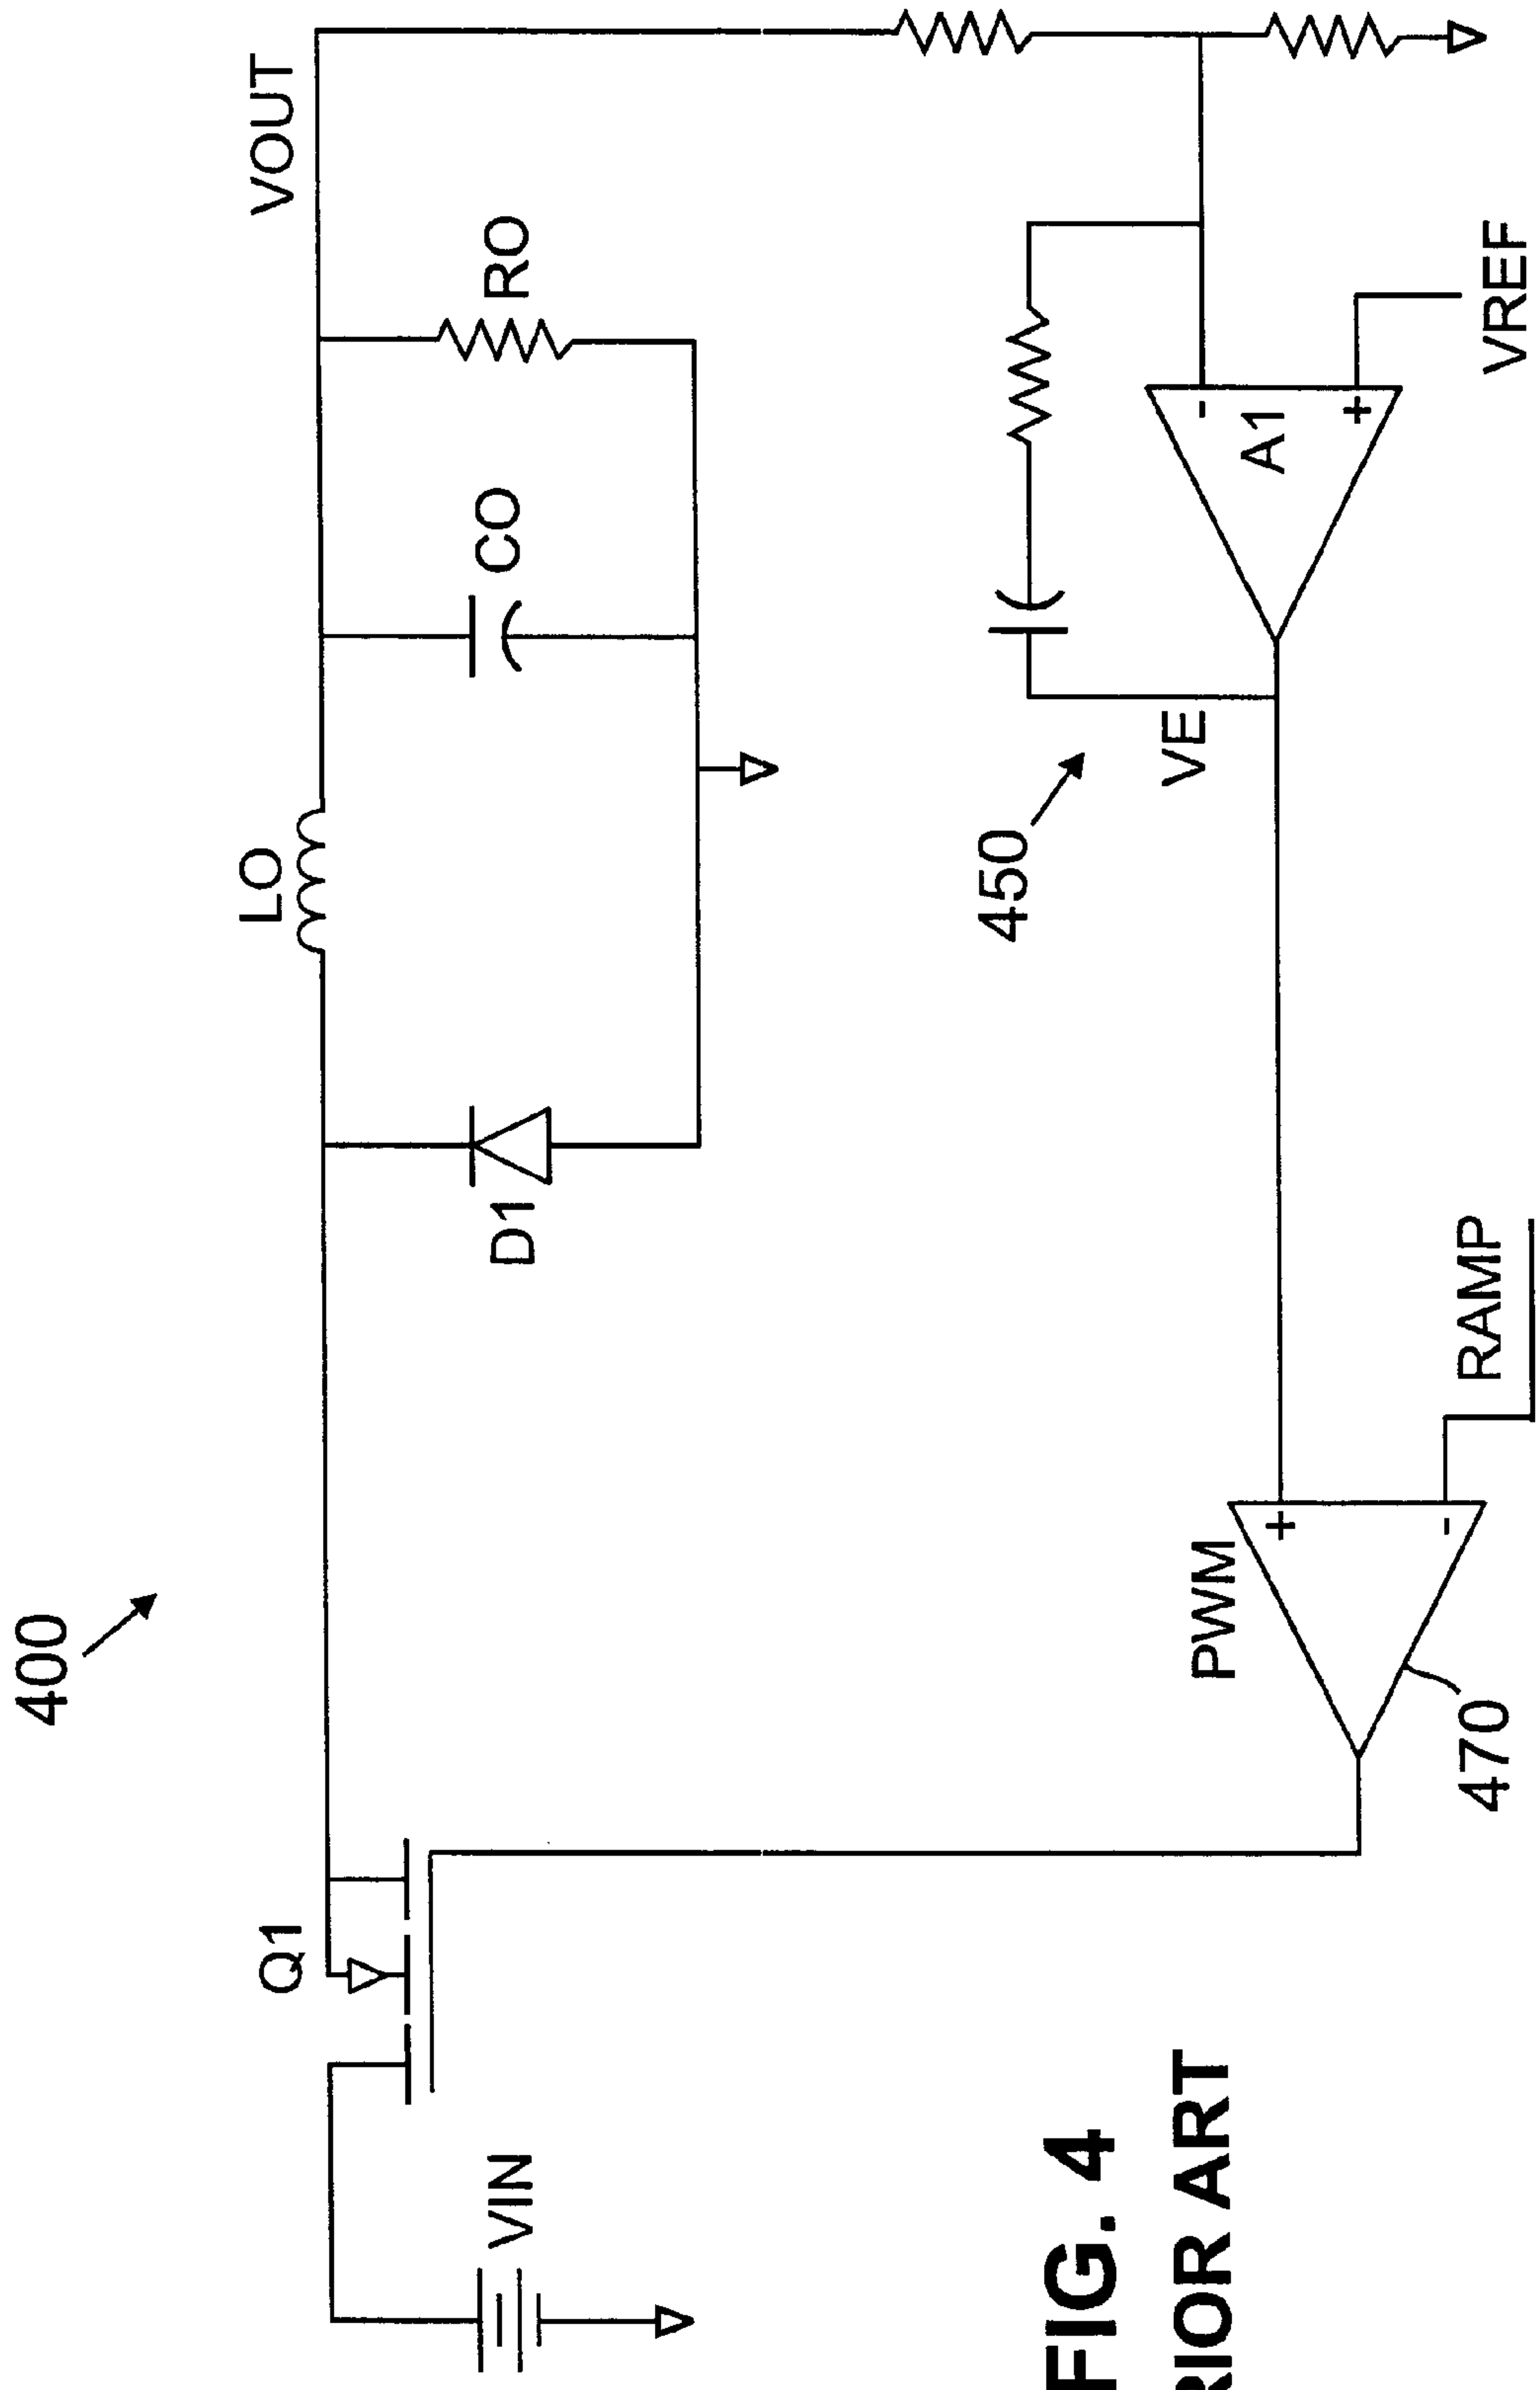 400
VIN
Q1
D1
LO
CO
RO
VOUT
450
VE
A1
-
+
VREF
PWM
+
-
RAMP
470
FIG. 4
RIOR ART